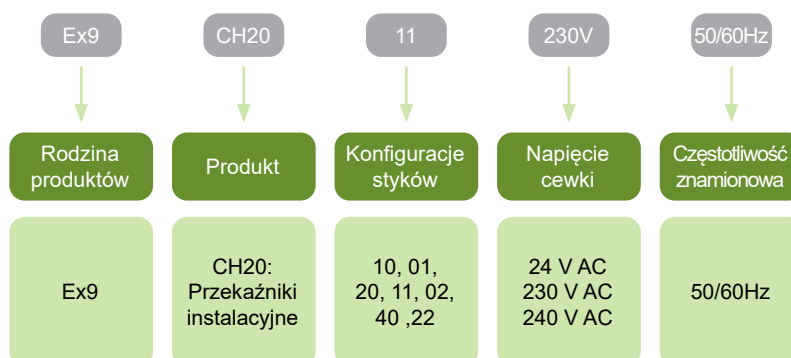 Ex9
CH20
11
230V
50/60Hz
Rodzina
produktów
Produkt
Konfiguracje
styków
Napięcie
cewki
Częstotliwość
znamionowa
Ex9
CH20:
Przekaźniki
instalacyjne
10, 01,
20, 11, 02,
40 ,22
24 V AC
230 V AC
240 V AC
50/60Hz